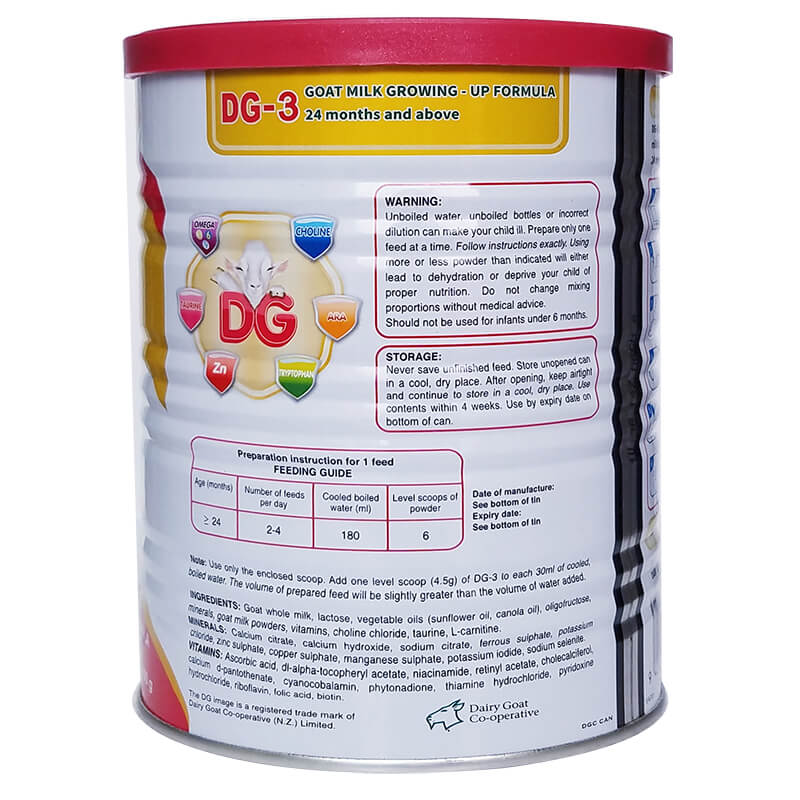 DG-3 GOAT MILK GROWING - UP FORMULA
24 months and above
OMEGA 6
CHOLINE
TAURINE
DG
ARA
Zn
TRYPTOPHAN
WARNING:
Unboiled water, unboiled bottles or incorrect
dilution can make your child ill. Prepare only one
feed at a time. Follow instructions exactly. Using
more or less powder than indicated will either
lead to dehydration or deprive your child of
proper nutrition. Do not change mixing
proportions without medical advice.
Should not be used for infants under 6 months.
STORAGE:
Never save unfinished feed. Store unopened can
in a cool, dry place. After opening, keep airtight
and continue to store in a cool, dry place. Use
contents within 4 weeks. Use by expiry date on
bottom of can.
Preparation instruction for 1 feed
FEEDING GUIDE
Age (months) Number of feeds per day Cooled boiled water (ml) Level scoops of powder
≥ 24 2-4 180 6
Date of manufacture:
See bottom of tin
Expiry date:
See bottom of tin
Note: Use only the enclosed scoop. Add one level scoop (4.5g) of DG-3 to each 30ml of cooled,
boiled water. The volume of prepared feed will be slightly greater than the volume of water added.
INGREDIENTS: Goat whole milk, lactose, vegetable oils (sunflower oil, canola oil), oligofructose,
minerals, goat milk powders, vitamins, choline chloride, taurine, L-carnitine.
MINERALS: Calcium citrate, calcium hydroxide, sodium citrate, ferrous sulphate, potassium
chloride, zinc sulphate, copper sulphate, manganese sulphate, potassium iodide, sodium selenite.
VITAMINS: Ascorbic acid, dl-alpha-tocopheryl acetate, niacinamide, retinyl acetate, cholecalciferol,
calcium d-pantothenate, cyanocobalamin, phytonadione, thiamine hydrochloride, pyridoxine
hydrochloride, riboflavin, folic acid, biotin.
The DG image is a registered trade mark of
Dairy Goat Co-operative (N.Z.) Limited.
Dairy Goat
Co-operative
DGC CAN